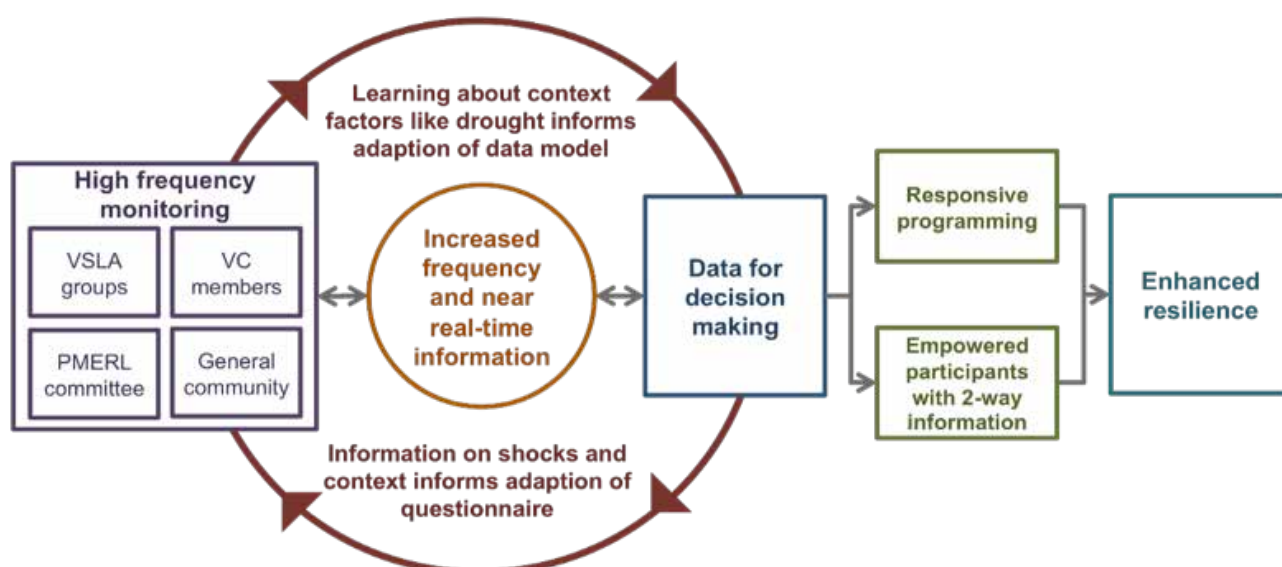 Learning about context
factors like drought informs
adaption of data model
High frequency
monitoring
VSLA
groups
VC
members
PMERL
committee
General
community
Increased
frequency
and near
real-time
information
Data for
decision
making
Responsive
programming
Empowered
participants
with 2-way
information
Enhanced
resilience
Information on shocks and
context informs adaption of
questionnaire